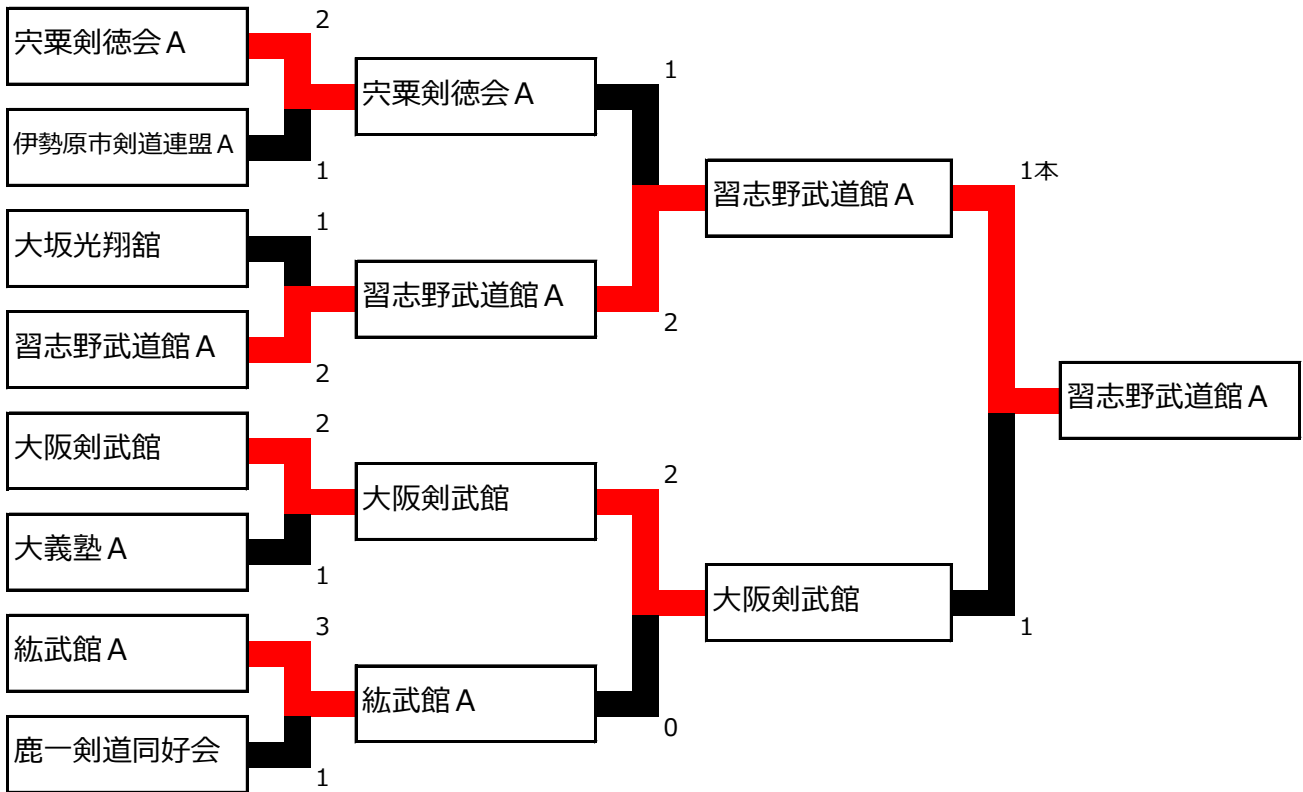 宍粟剣徳会Ａ
2
伊勢原市剣道連盟Ａ
1
大坂光翔舘
1
習志野武道館Ａ
2
大阪剣武館
2
大義塾Ａ
1
紘武館Ａ
3
鹿一剣道同好会
1
宍粟剣徳会Ａ
1
習志野武道館Ａ
2
大阪剣武館
2
紘武館Ａ
0
習志野武道館Ａ
1本
大阪剣武館
1
習志野武道館Ａ